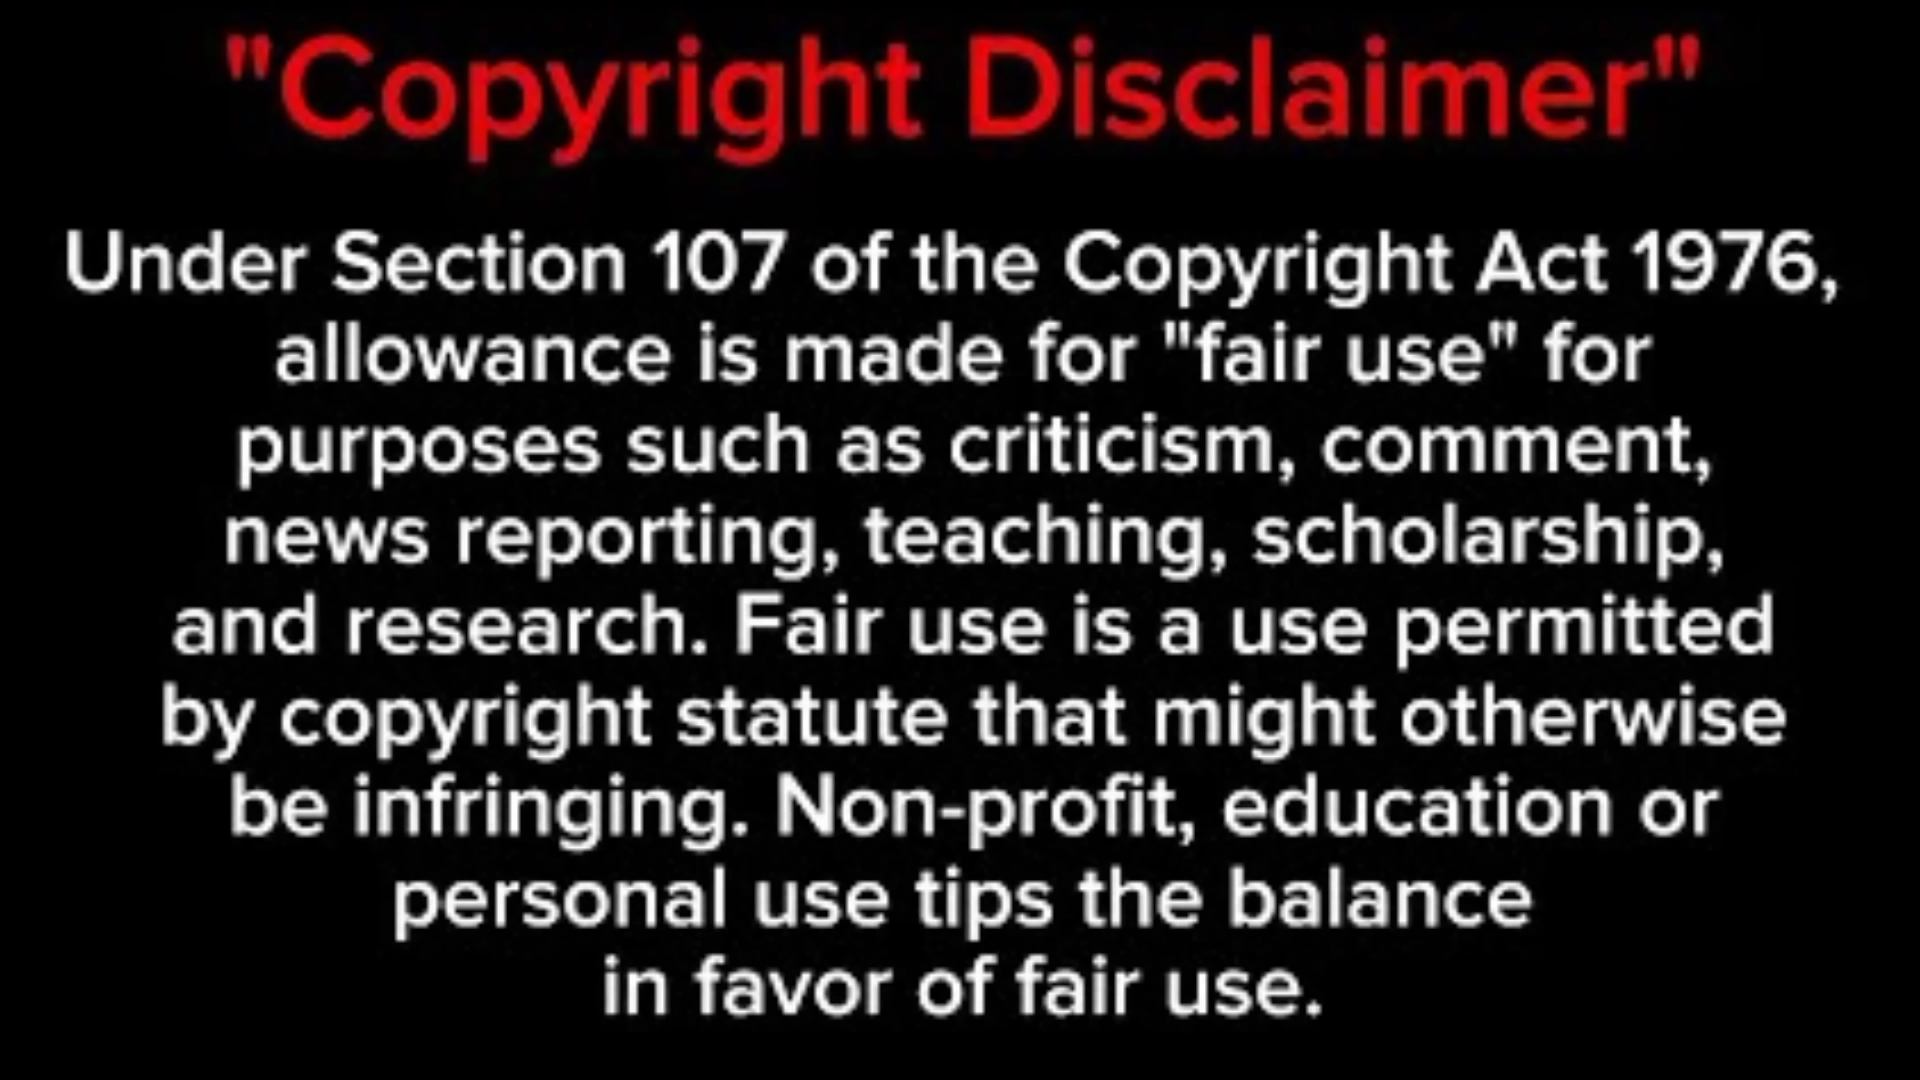 "Copyright Disclaimer"
Under Section 107 of the Copyright Act 1976,
allowance is made for "fair use" for
purposes such as criticism, comment,
news reporting, teaching, scholarship,
and research. Fair use is a use permitted
by copyright statute that might otherwise
be infringing. Non-profit, education or
personal use tips the balance
in favor of fair use.